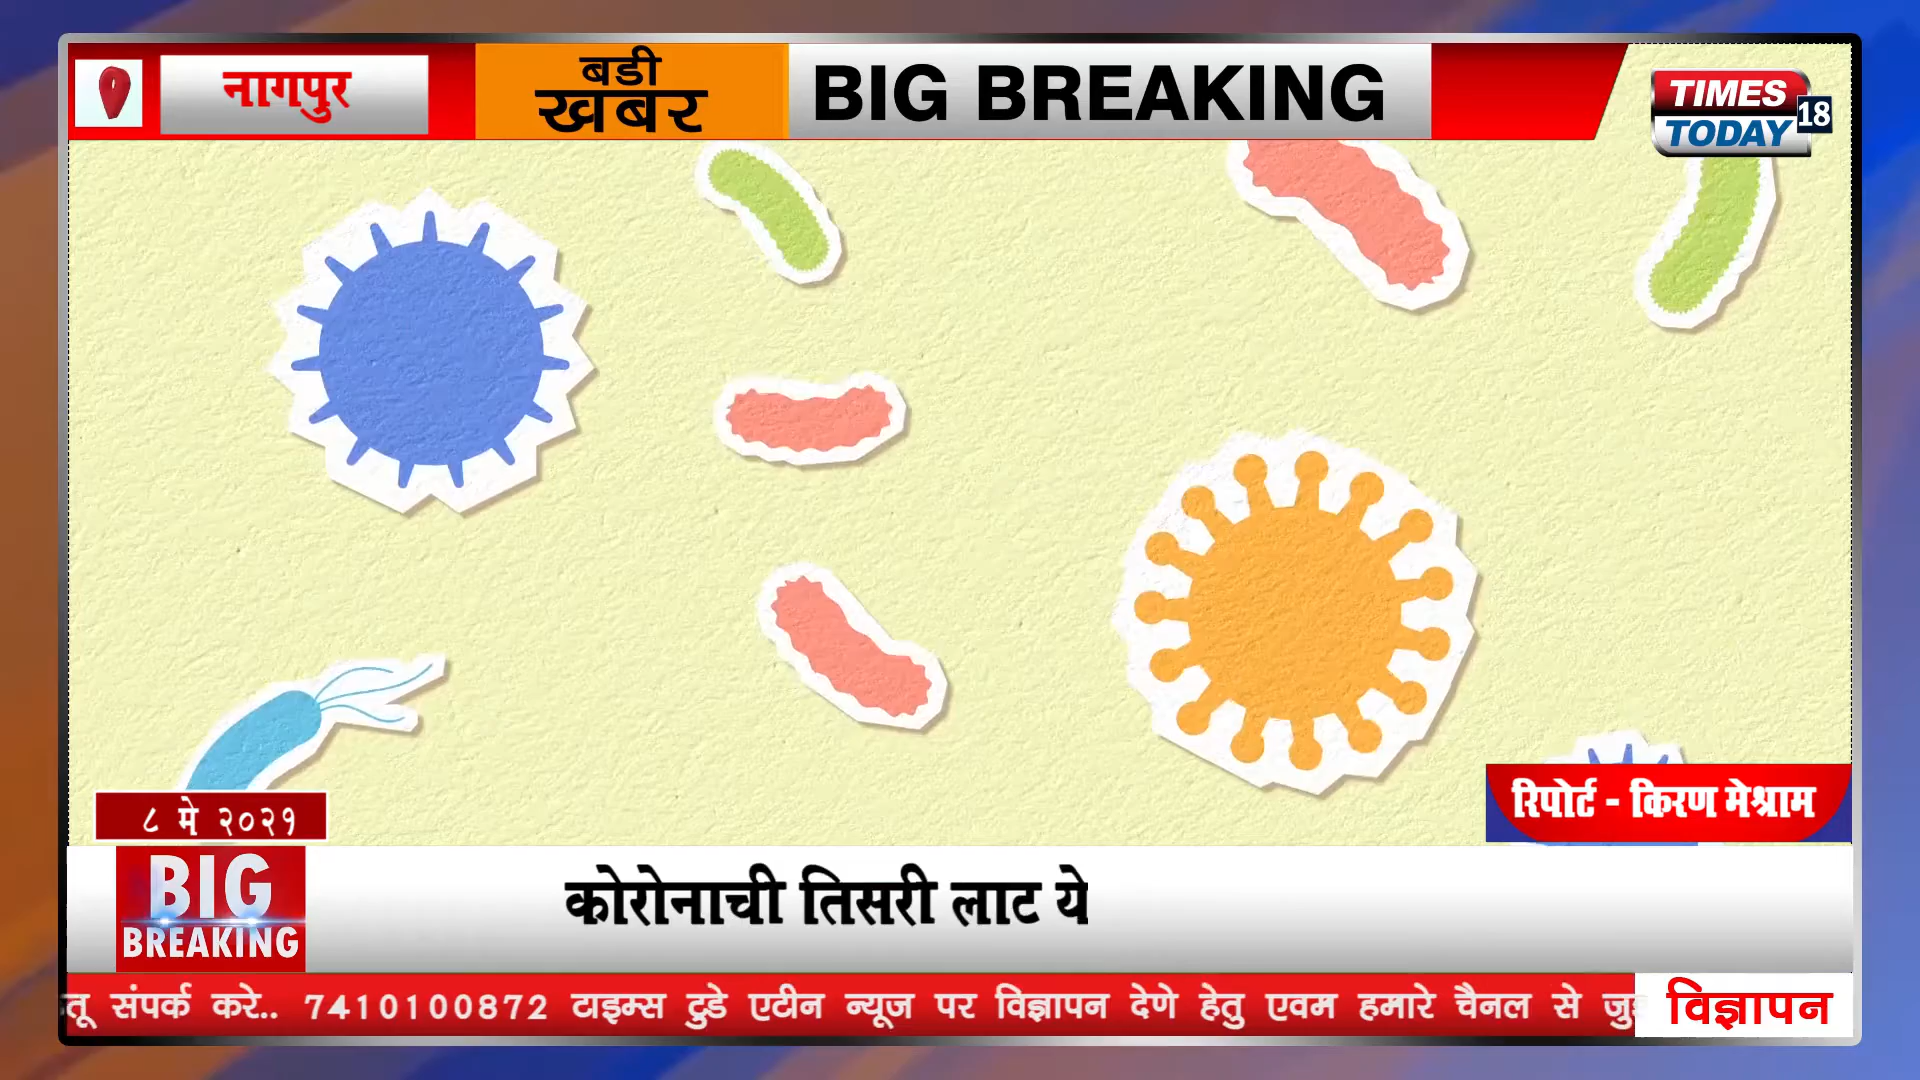 नागपुर
बडी
खबर
BIG BREAKING
TIMES
TODAY 18
रिपोर्ट - किरण मेश्राम
८ मे २०२१
BIG
BREAKING
कोरोनाची तिसरी लाट ये
तू संपर्क करे.. 7410100872 टाइम्स टुडे एटीन न्यूज पर विज्ञापन देणे हेतु एवम हमारे चैनल से जु
विज्ञापन